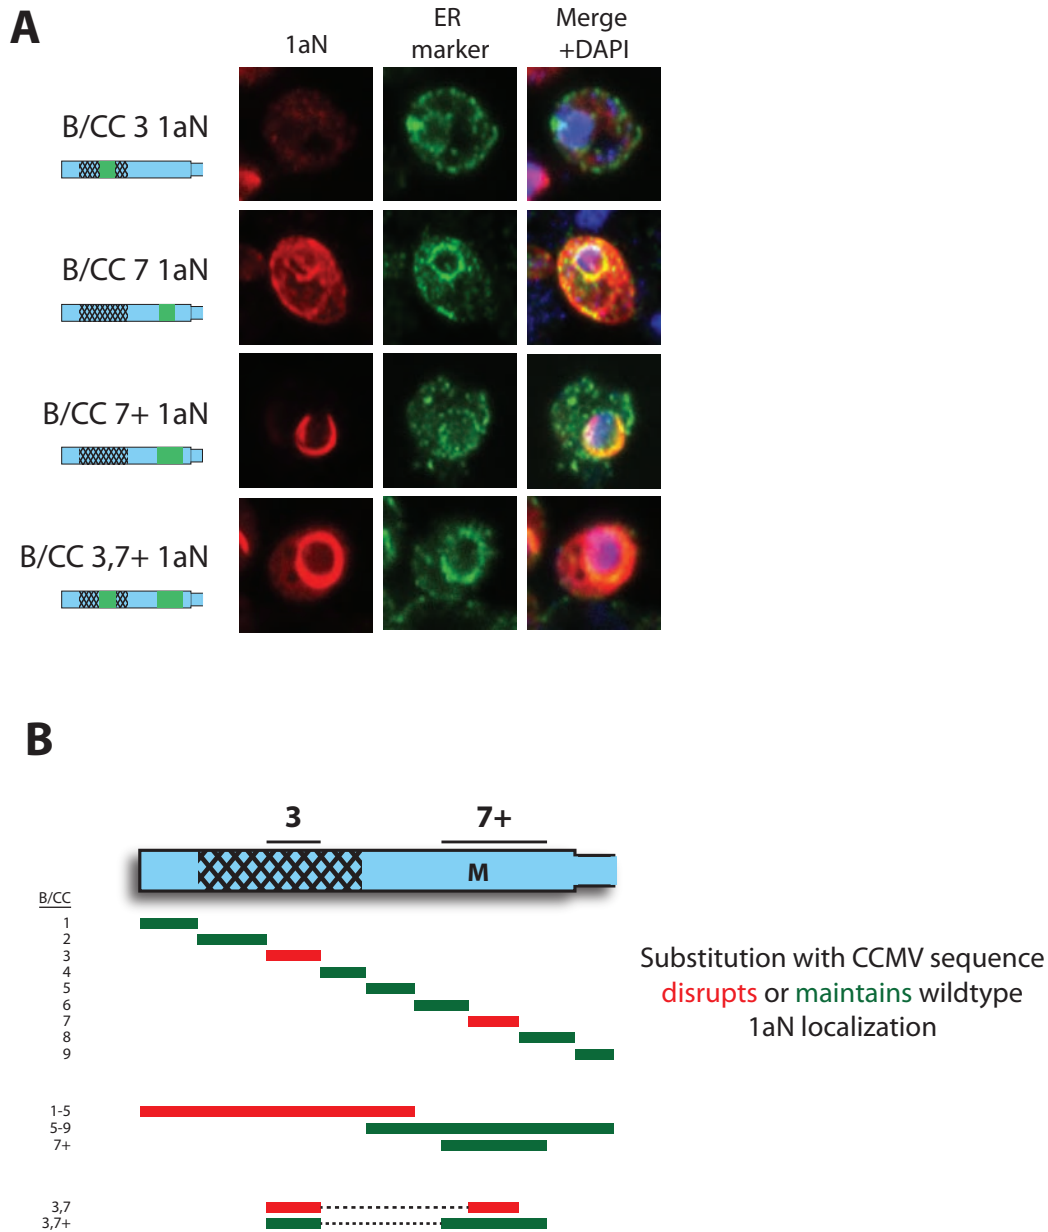 A
1aN
ER
marker
Merge
+DAPI
B/CC 3 1aN
B/CC 7 1aN
B/CC 7+ 1aN
B/CC 3,7+ 1aN
B
3
7+
M
B/CC
1
2
3
4
5
6
7
8
9
1-5
5-9
7+
3,7
3,7+
Substitution with CCMV sequence
disrupts or maintains wildtype
1aN localization